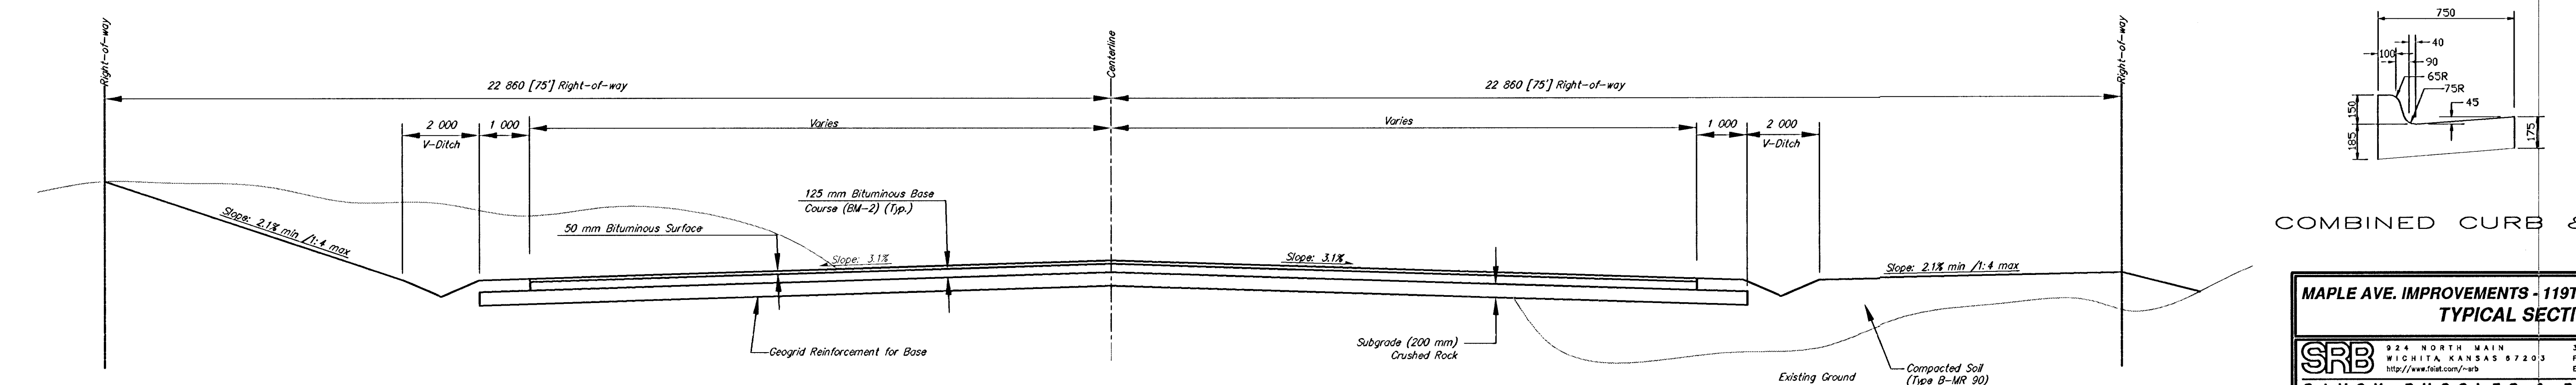 Right-of-way
Centerline
Right-of-way
22 860 [75'] Right-of-way
22 860 [75'] Right-of-way
2 000
V-Ditch
1 000
Varies
Varies
1 000
2 000
V-Ditch
Slope: 2.1% min /1:4 max
125 mm Bituminous Base
Course (BM-2) (Typ.)
50 mm Bituminous Surface
Slope: 3.1%
Slope: 3.1%
Slope: 2.1% min /1:4 max
Geogrid Reinforcement for Base
Subgrade (200 mm)
Crushed Rock
Existing Ground
Compacted Soil
(Type B-MR 90)
750
40
100
90
65R
75R
45
150
185
175
COMBINED CURB &
MAPLE AVE. IMPROVEMENTS - 119T
TYPICAL SECTI
SRB
924 NORTH MAIN
WICHITA, KANSAS 67203
http://www.feist.com/~srb